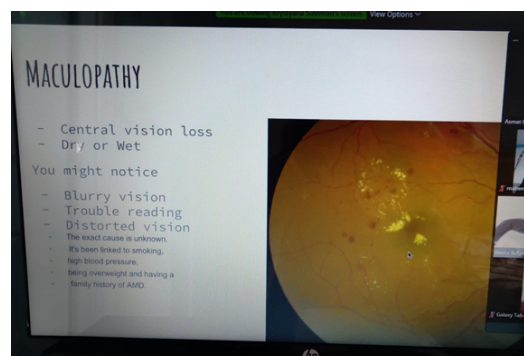 View Options
MACULOPATHY
- Central vision loss
- Dry or Wet
You might notice
- Blurry vision
- Trouble reading
- Distorted vision
- The exact cause is unknown.
- It's been linked to smoking,
- high blood pressure,
- being overweight and having a
- family history of AMD.
hp